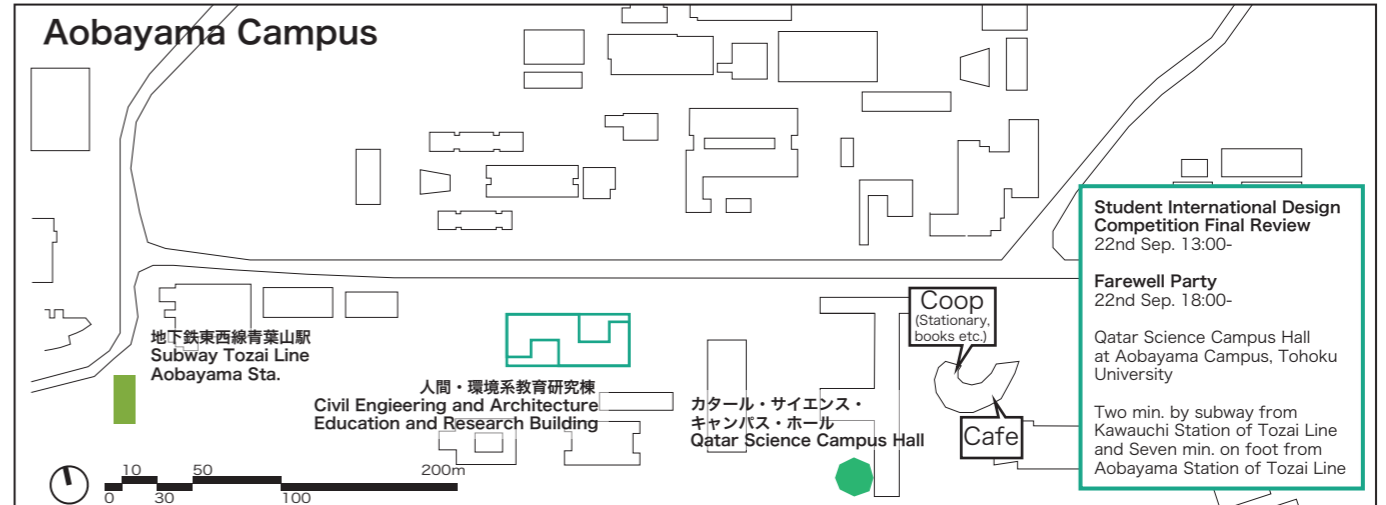 Aobayama Campus
Student International Design
Competition Final Review
22nd Sep. 13:00-
Farewell Party
22nd Sep. 18:00-
Qatar Science Campus Hall
at Aobayama Campus, Tohoku
University
Two min. by subway from
Kawauchi Station of Tozai Line
and Seven min. on foot from
Aobayama Station of Tozai Line
Coop
(Stationary,
books etc.)
Cafe
地下鉄東西線青葉山駅
Subway Tozai Line
Aobayama Sta.
人間・環境系教育研究棟
Civil Engieering and Architecture
Education and Research Building
カタール・サイエンス・
キャンパス・ホール
Qatar Science Campus Hall
10 50 200m
0 30 100